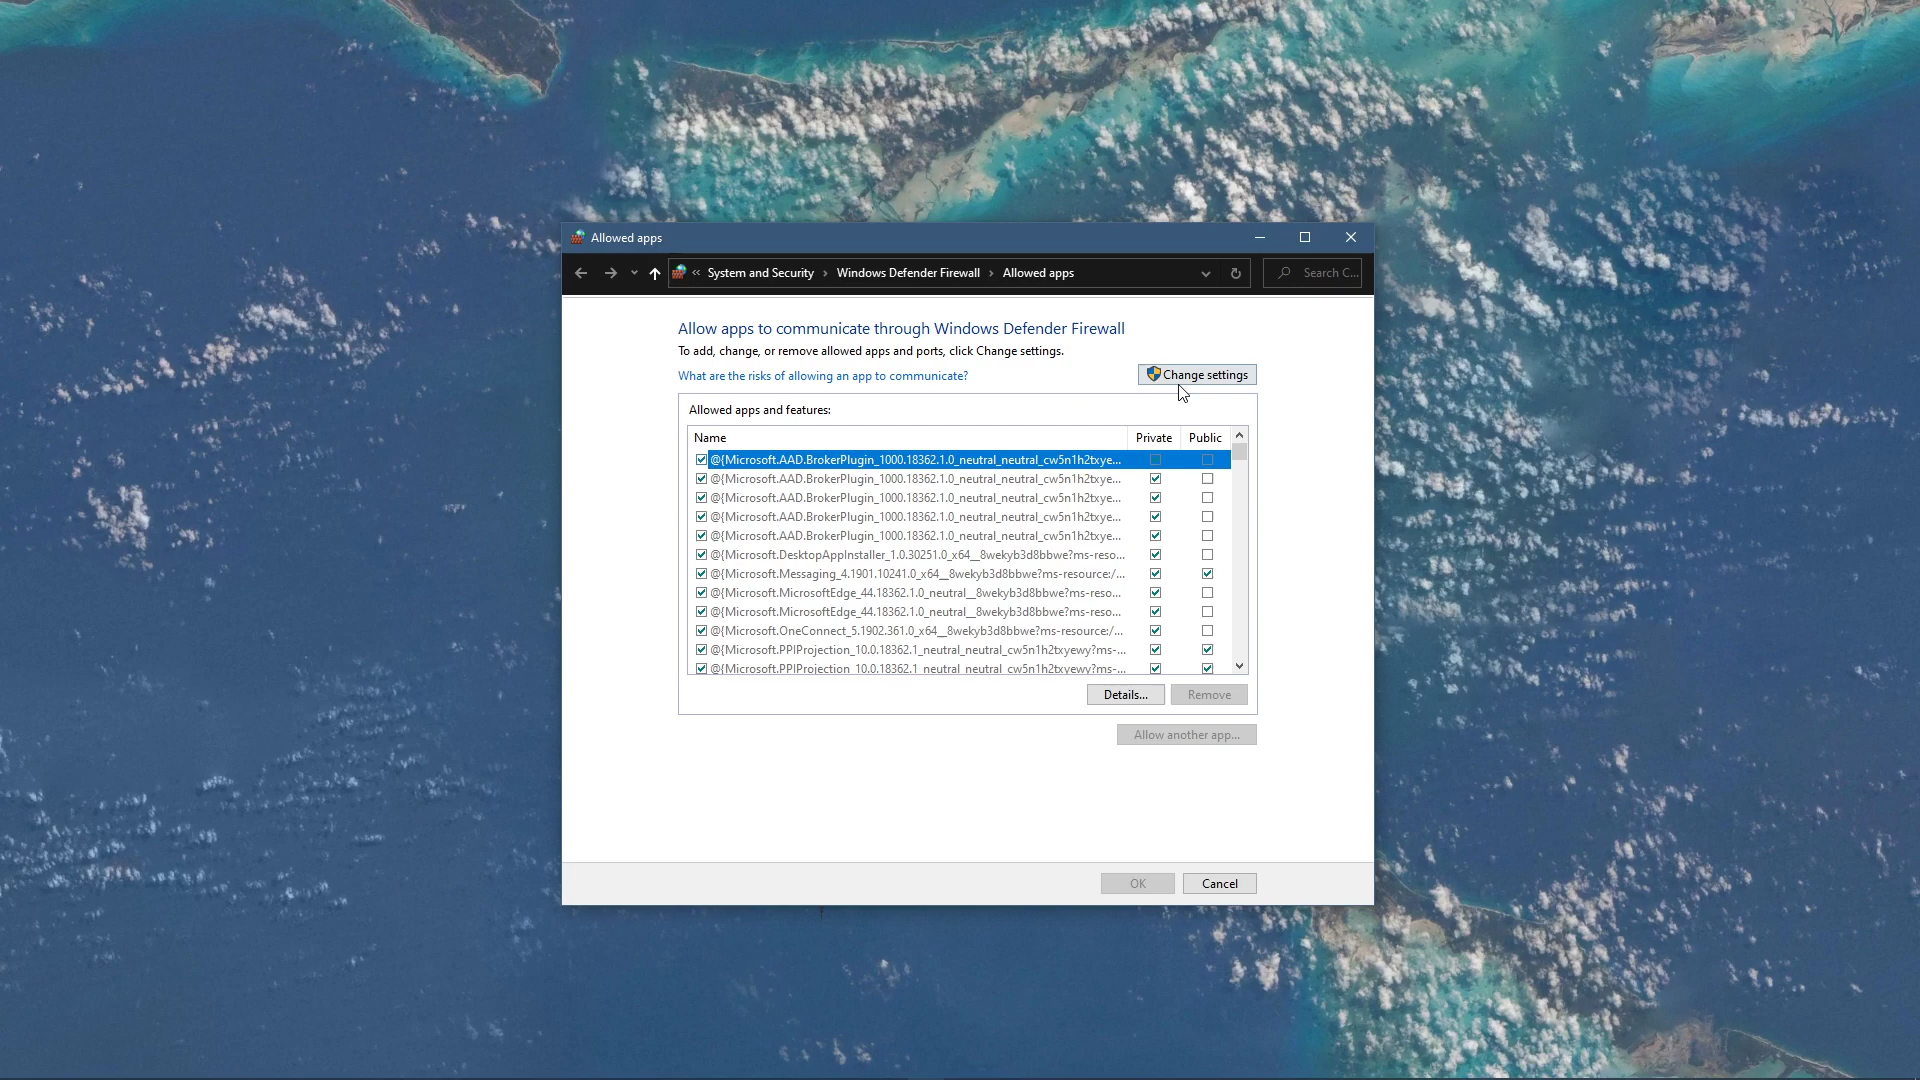 Allowed apps
« System and Security › Windows Defender Firewall › Allowed apps
Search C...
Allow apps to communicate through Windows Defender Firewall
To add, change, or remove allowed apps and ports, click Change settings.
What are the risks of allowing an app to communicate?
Change settings
Allowed apps and features:
Name Private Public
@{Microsoft.AAD.BrokerPlugin_1000.18362.1.0_neutral_neutral_cw5n1h2txye...
@{Microsoft.AAD.BrokerPlugin_1000.18362.1.0_neutral_neutral_cw5n1h2txye...
@{Microsoft.AAD.BrokerPlugin_1000.18362.1.0_neutral_neutral_cw5n1h2txye...
@{Microsoft.AAD.BrokerPlugin_1000.18362.1.0_neutral_neutral_cw5n1h2txye...
@{Microsoft.AAD.BrokerPlugin_1000.18362.1.0_neutral_neutral_cw5n1h2txye...
@{Microsoft.DesktopAppInstaller_1.0.30251.0_x64__8wekyb3d8bbwe?ms-reso...
@{Microsoft.Messaging_4.1901.10241.0_x64__8wekyb3d8bbwe?ms-resource:/...
@{Microsoft.MicrosoftEdge_44.18362.1.0_neutral__8wekyb3d8bbwe?ms-reso...
@{Microsoft.MicrosoftEdge_44.18362.1.0_neutral__8wekyb3d8bbwe?ms-reso...
@{Microsoft.OneConnect_5.1902.361.0_x64__8wekyb3d8bbwe?ms-resource:/...
@{Microsoft.PPIProjection_10.0.18362.1_neutral_neutral_cw5n1h2txyewy?ms-...
@{Microsoft.PPIProjection_10.0.18362.1_neutral_neutral_cw5n1h2txyewy?ms-...
Details... Remove
Allow another app...
OK Cancel